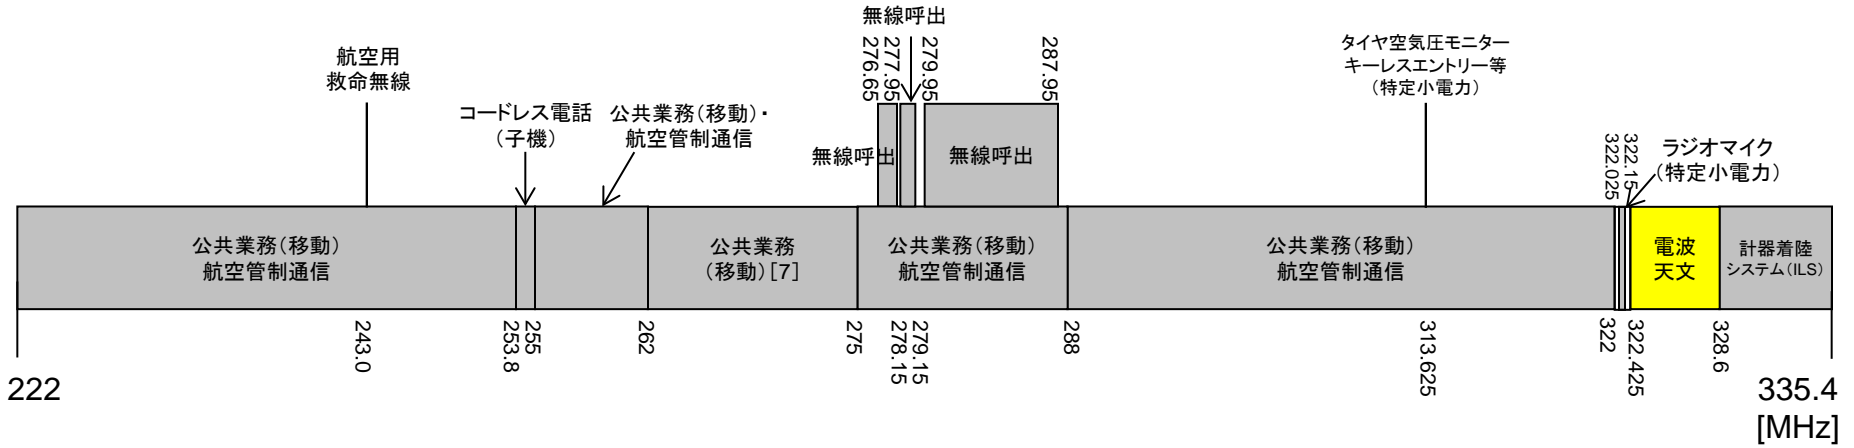 無線呼出
276.65
277.95
279.95
287.95
航空用
救命無線
コードレス電話
（子機）
公共業務（移動）・
航空管制通信
無線呼出
無線呼出
タイヤ空気圧モニター
キーレスエントリー等
（特定小電力）
322.025
322.15
ラジオマイク
（特定小電力）
公共業務（移動）
航空管制通信
公共業務
（移動）［7］
公共業務（移動）
航空管制通信
公共業務（移動）
航空管制通信
電波
天文
計器着陸
システム（ILS）
222
243.0
253.8
255
262
275
278.15
279.15
288
313.625
322
322.425
328.6
335.4
[MHz]